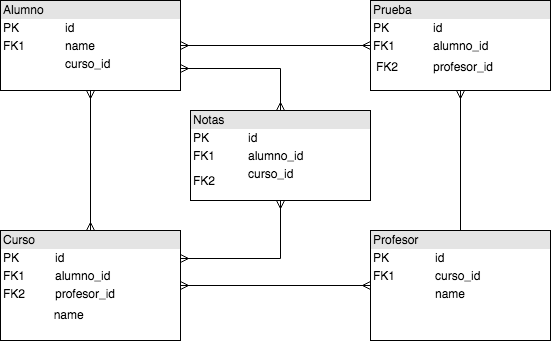 Alumno
PK id
FK1 name
curso_id
Prueba
PK id
FK1 alumno_id
FK2 profesor_id
Notas
PK id
FK1 alumno_id
FK2 curso_id
Curso
PK id
FK1 alumno_id
FK2 profesor_id
name
Profesor
PK id
FK1 curso_id
name